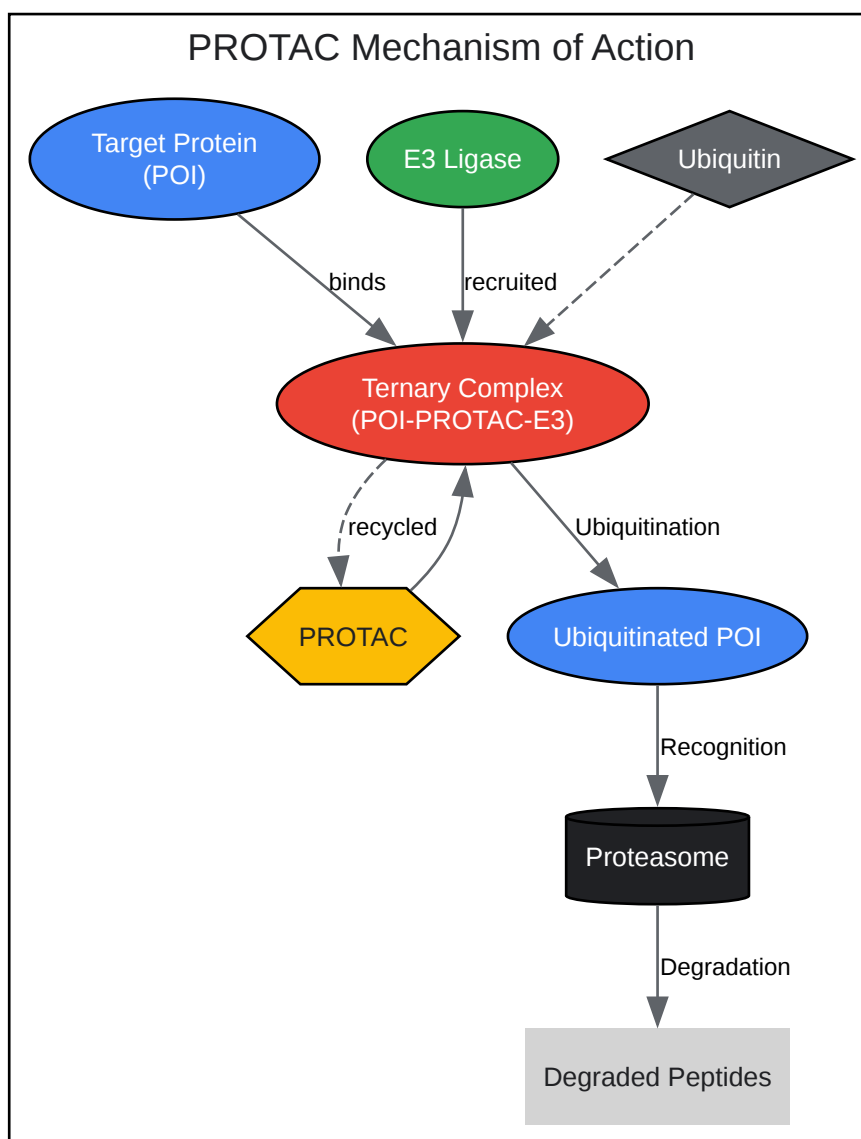 PROTAC Mechanism of Action
Target Protein
(POI)
E3 Ligase
Ubiquitin
binds
recruited
Ternary Complex
(POI-PROTAC-E3)
recycled
Ubiquitination
PROTAC
Ubiquitinated POI
Recognition
Proteasome
Degradation
Degraded Peptides